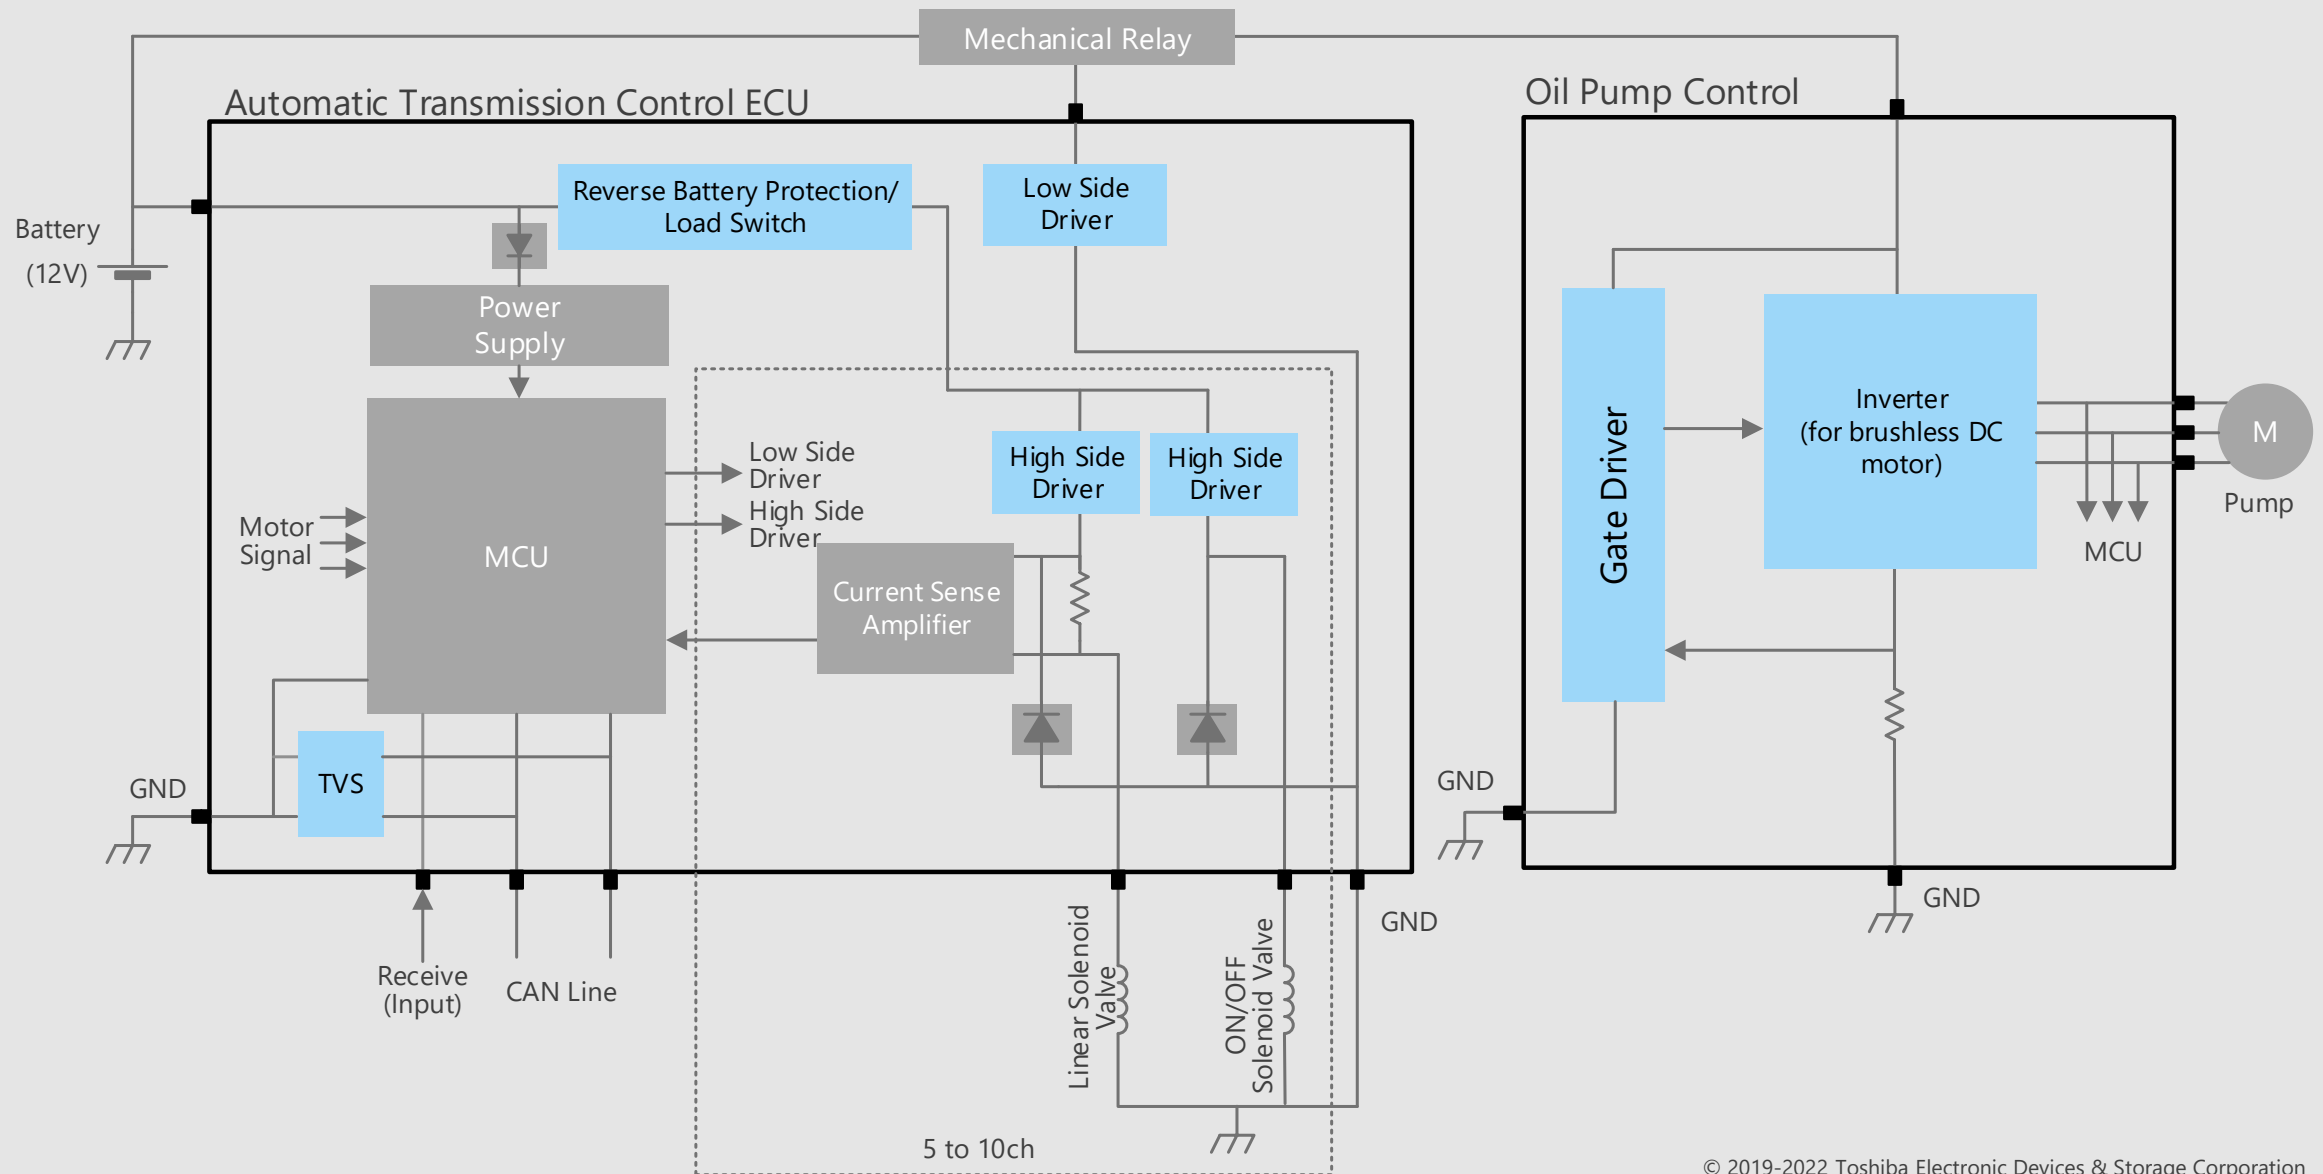 Mechanical Relay
Automatic Transmission Control ECU
Oil Pump Control
Reverse Battery Protection/
Load Switch
Low Side
Driver
Battery
(12V)
Power
Supply
Low Side
Driver
High Side
Driver
High Side
Driver
High Side
Driver
Motor
Signal
MCU
Current Sense
Amplifier
TVS
GND
Receive
(Input)
CAN Line
Linear Solenoid
Valve
ON/OFF
Solenoid Valve
GND
5 to 10ch
Gate Driver
Inverter
(for brushless DC
motor)
M
Pump
MCU
GND
GND
© 2019-2022 Toshiba Electronic Devices & Storage Corporation